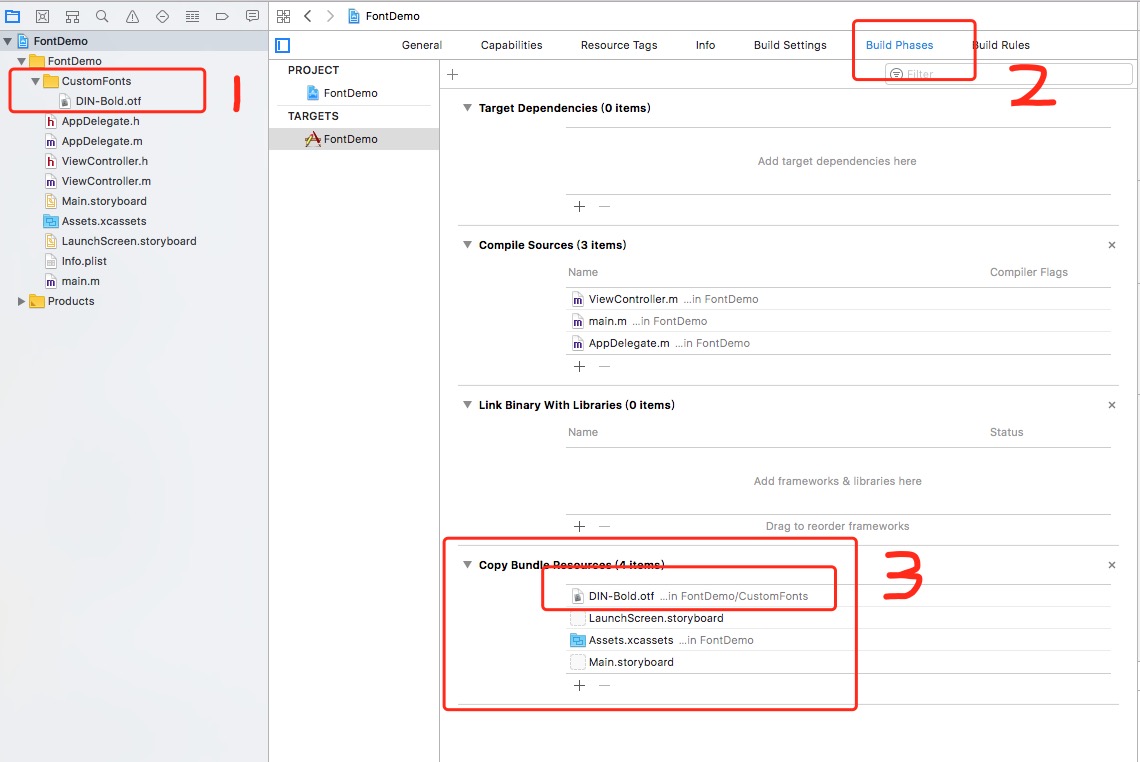 FontDemo
FontDemo
General Capabilities Resource Tags Info Build Settings Build Phases Build Rules
FontDemo
CustomFonts
DIN-Bold.otf
AppDelegate.h
AppDelegate.m
ViewController.h
ViewController.m
Main.storyboard
Assets.xcassets
LaunchScreen.storyboard
Info.plist
main.m
Products
1
PROJECT
FontDemo
TARGETS
FontDemo
Filter
2
Target Dependencies (0 items)
Add target dependencies here
Compile Sources (3 items)
Name Compiler Flags
ViewController.m ...in FontDemo
main.m ...in FontDemo
AppDelegate.m ...in FontDemo
Link Binary With Libraries (0 items)
Name Status
Add frameworks & libraries here
Drag to reorder frameworks
Copy Bundle Resources (4 items)
3
DIN-Bold.otf ...in FontDemo/CustomFonts
LaunchScreen.storyboard
Assets.xcassets ...in FontDemo
Main.storyboard